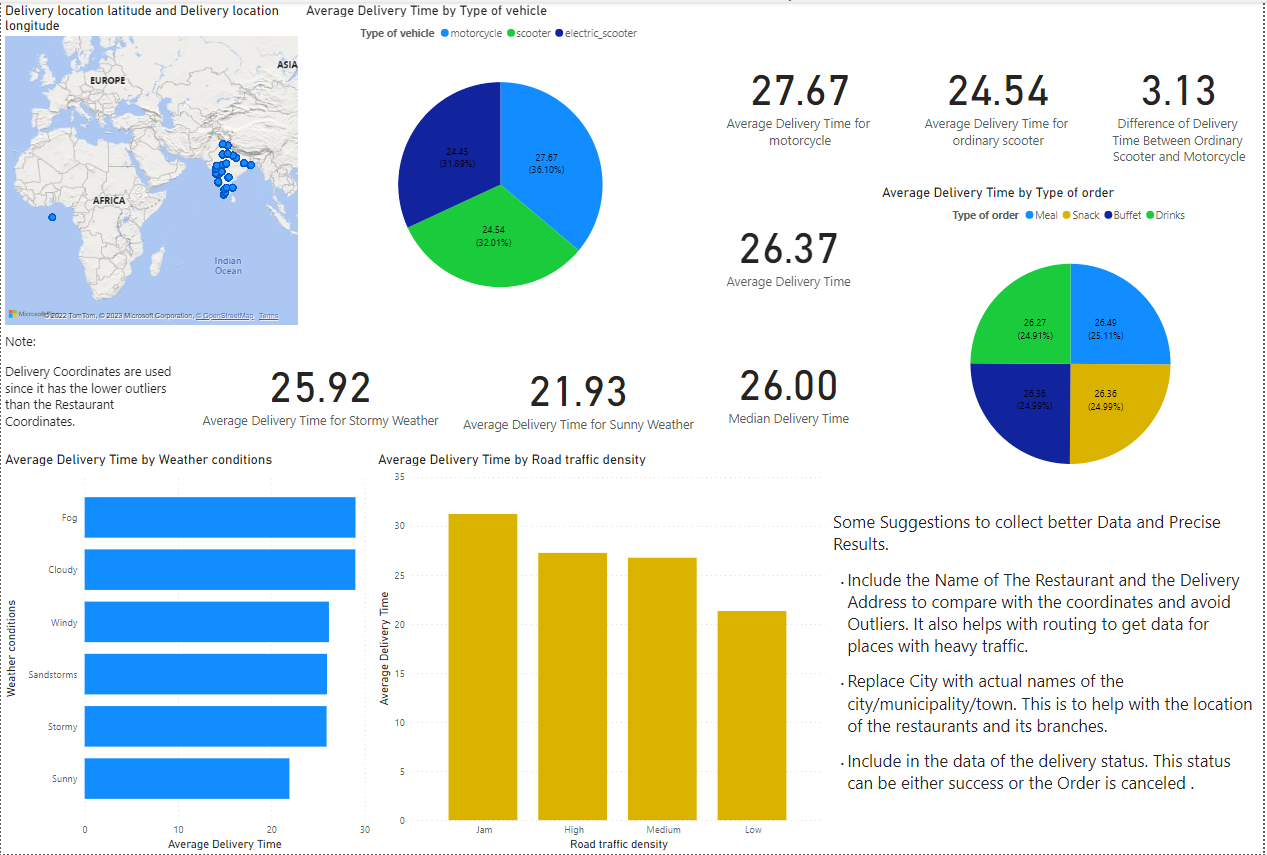 Delivery location latitude and Delivery location
longitude
EUROPE
ASIA
AFRICA
Indian
Ocean
© 2022 TomTom, © 2023 Microsoft Corporation, © OpenStreetMap Terms
Average Delivery Time by Type of vehicle
Type of vehicle motorcycle scooter electric_scooter
24.45
(31.89%)
27.67
(36.10%)
24.54
(32.01%)
27.67
Average Delivery Time for
motorcycle
24.54
Average Delivery Time for
ordinary scooter
3.13
Difference of Delivery
Time Between Ordinary
Scooter and Motorcycle
26.37
Average Delivery Time
Average Delivery Time by Type of order
Type of order Meal Snack Buffet Drinks
26.27
(24.91%)
26.49
(25.11%)
26.36
(24.99%)
26.36
(24.99%)
Note:
Delivery Coordinates are used
since it has the lower outliers
than the Restaurant
Coordinates.
25.92
Average Delivery Time for Stormy Weather
21.93
Average Delivery Time for Sunny Weather
26.00
Median Delivery Time
Average Delivery Time by Weather conditions
Weather conditions
Fog
Cloudy
Windy
Sandstorms
Stormy
Sunny
0 10 20 30
Average Delivery Time
Average Delivery Time by Road traffic density
Average Delivery Time
35
30
25
20
15
10
5
0
Jam High Medium Low
Road traffic density
Some Suggestions to collect better Data and Precise
Results.
· Include the Name of The Restaurant and the Delivery
Address to compare with the coordinates and avoid
Outliers. It also helps with routing to get data for
places with heavy traffic.
· Replace City with actual names of the
city/municipality/town. This is to help with the location
of the restaurants and its branches.
· Include in the data of the delivery status. This status
can be either success or the Order is canceled .